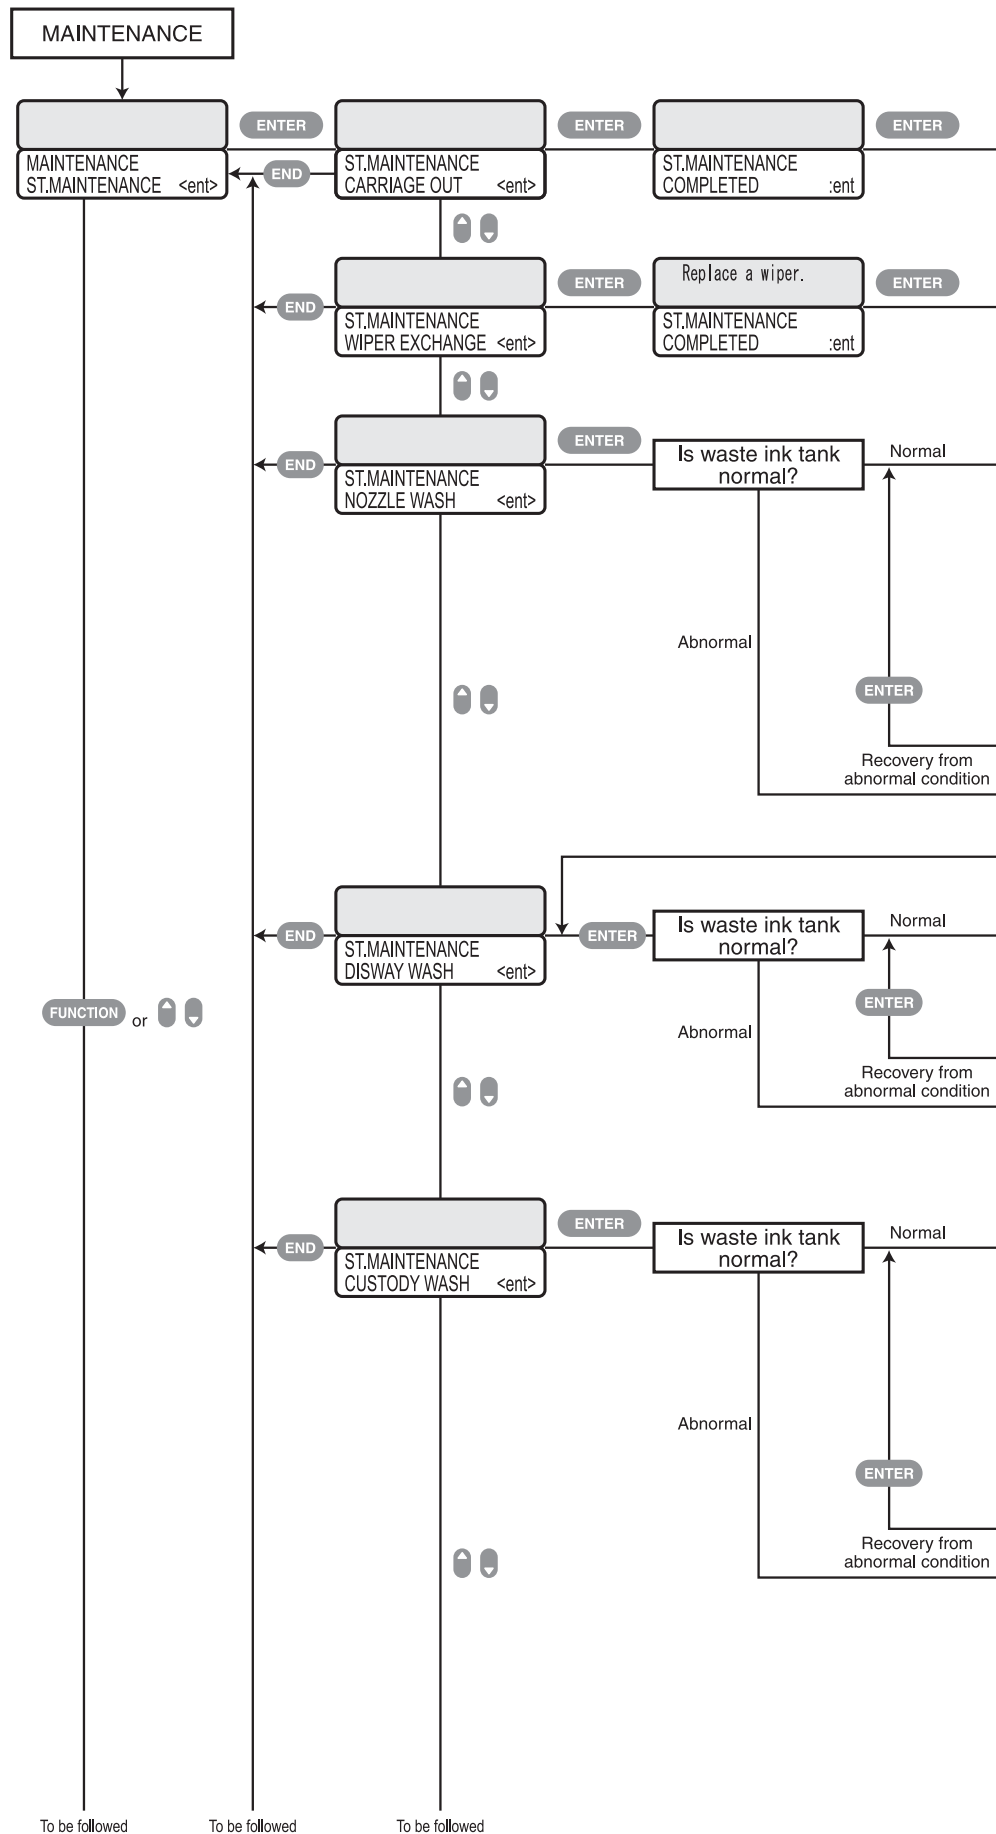 MAINTENANCE
ENTER
ENTER
ENTER
MAINTENANCE
ST.MAINTENANCE <ent>
END
ST.MAINTENANCE
CARRIAGE OUT <ent>
ST.MAINTENANCE
COMPLETED :ent
Replace a wiper.
ENTER
ENTER
END
ST.MAINTENANCE
WIPER EXCHANGE <ent>
ST.MAINTENANCE
COMPLETED :ent
ENTER
END
ST.MAINTENANCE
NOZZLE WASH <ent>
Is waste ink tank
normal?
Normal
Abnormal
ENTER
Recovery from
abnormal condition
END
ST.MAINTENANCE
DISWAY WASH <ent>
ENTER
Is waste ink tank
normal?
Normal
ENTER
Abnormal
Recovery from
abnormal condition
FUNCTION or
ENTER
END
ST.MAINTENANCE
CUSTODY WASH <ent>
Is waste ink tank
normal?
Normal
Abnormal
ENTER
Recovery from
abnormal condition
To be followed
To be followed
To be followed